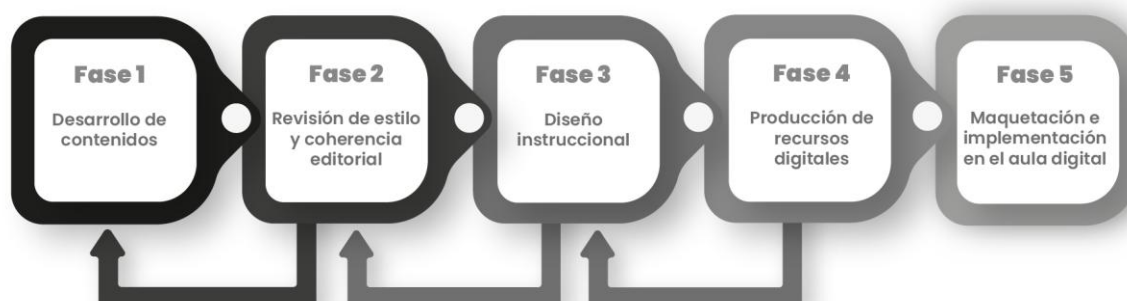 Fase 1
Desarrollo de
contenidos
Fase 2
Revisión de estilo
y coherencia
editorial
Fase 3
Diseño
instruccional
Fase 4
Producción de
recursos
digitales
Fase 5
Maquetación e
implementación
en el aula digital